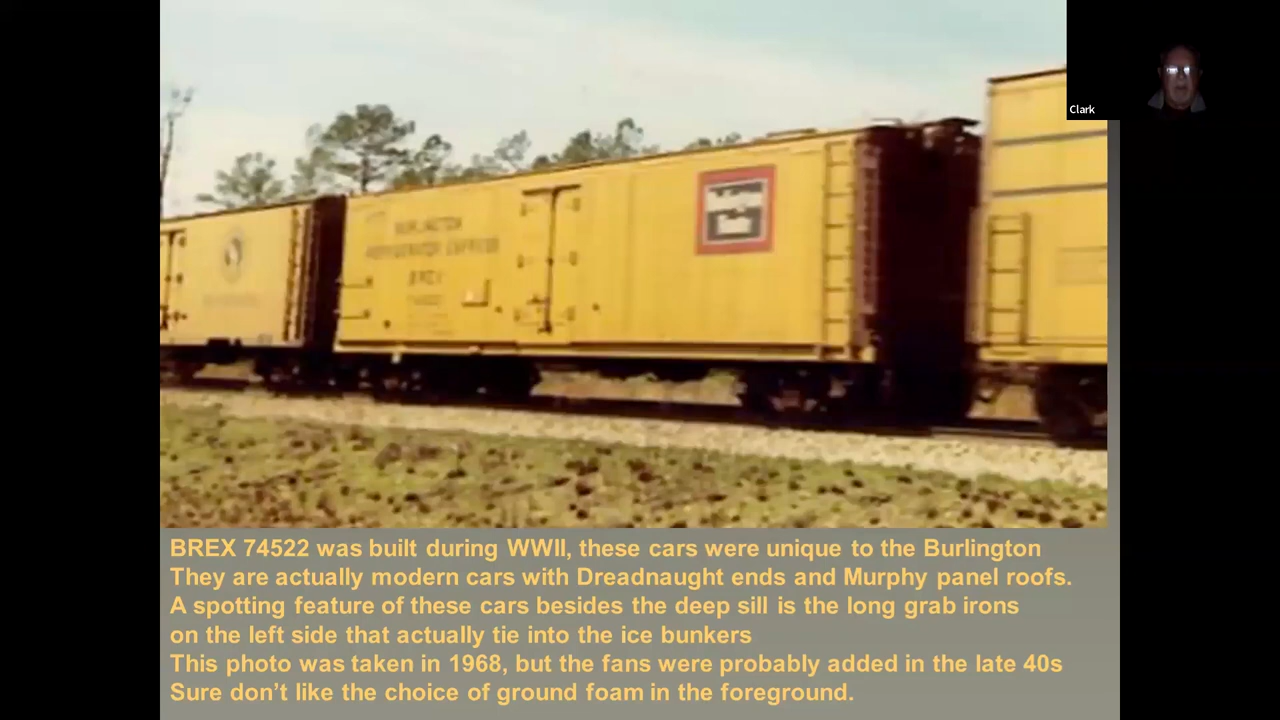 Clark
BURLINGTON
REFRIGERATOR EXPRESS
BREX
BREX 74522 was built during WWII, these cars were unique to the Burlington
They are actually modern cars with Dreadnaught ends and Murphy panel roofs.
A spotting feature of these cars besides the deep sill is the long grab irons
on the left side that actually tie into the ice bunkers
This photo was taken in 1968, but the fans were probably added in the late 40s
Sure don’t like the choice of ground foam in the foreground.